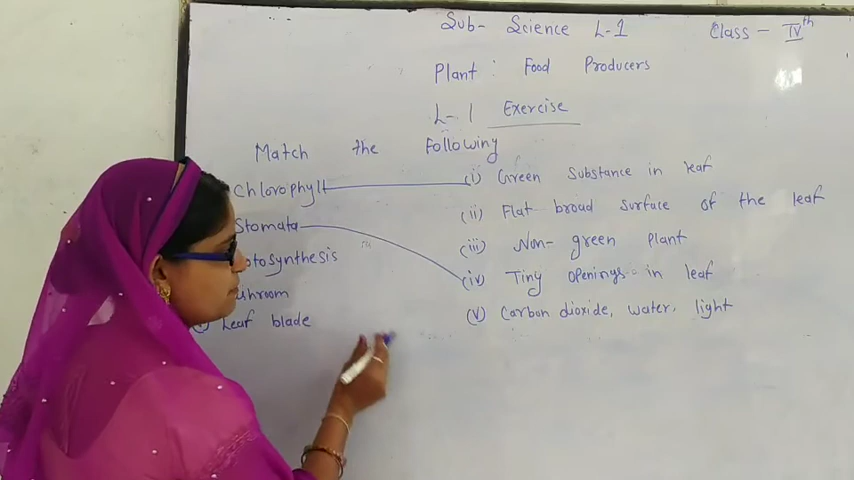 Sub- Science L-1 Class - IVth
Plant : Food Producers
L-1 Exercise
Match the Following
Chlorophyll (i) Green Substance in leaf
Stomata (ii) Flat broad surface of the leaf
otosynthesis (iii) Non- green plant
uhroom (iv) Tiny openings in leaf
Leaf blade (v) Carbon dioxide, water, light